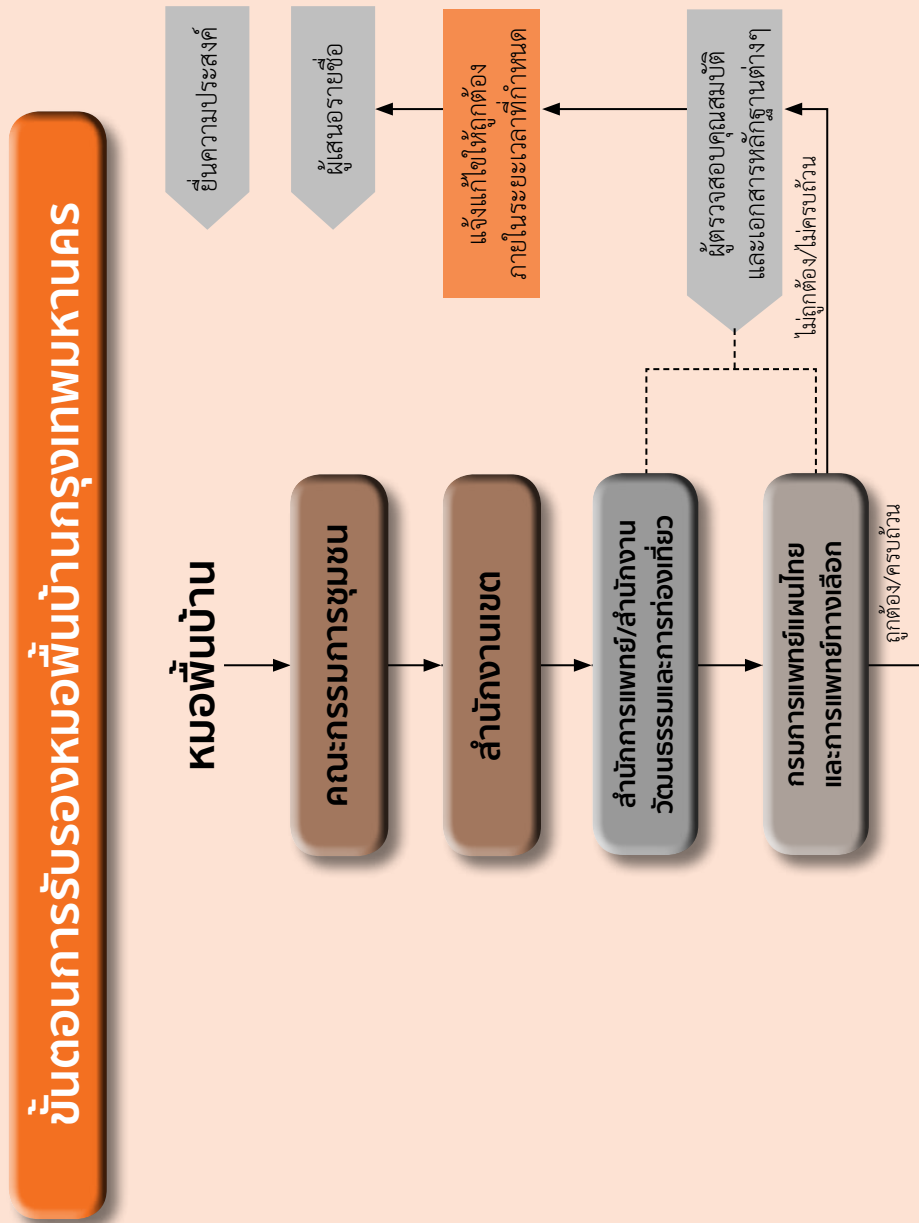 ขั้นตอนการรับรองหมอพื้นบ้านกรุงเทพมหานคร
หมอพื้นบ้าน
ยื่นความประสงค์
คณะกรรมการชุมชน
ผู้เสนอรายชื่อ
สำนักงานเขต
แจ้งแก้ไขให้ถูกต้อง
ภายในระยะเวลาที่กำหนด
สำนักการแพทย์/สำนักงาน
วัฒนธรรมและการท่องเที่ยว
ผู้ตรวจสอบคุณสมบัติ
และเอกสารหลักฐานต่างๆ
กรมการแพทย์แผนไทย
และการแพทย์ทางเลือก
ไม่ถูกต้อง/ไม่ครบถ้วน
ถูกต้อง/ครบถ้วน